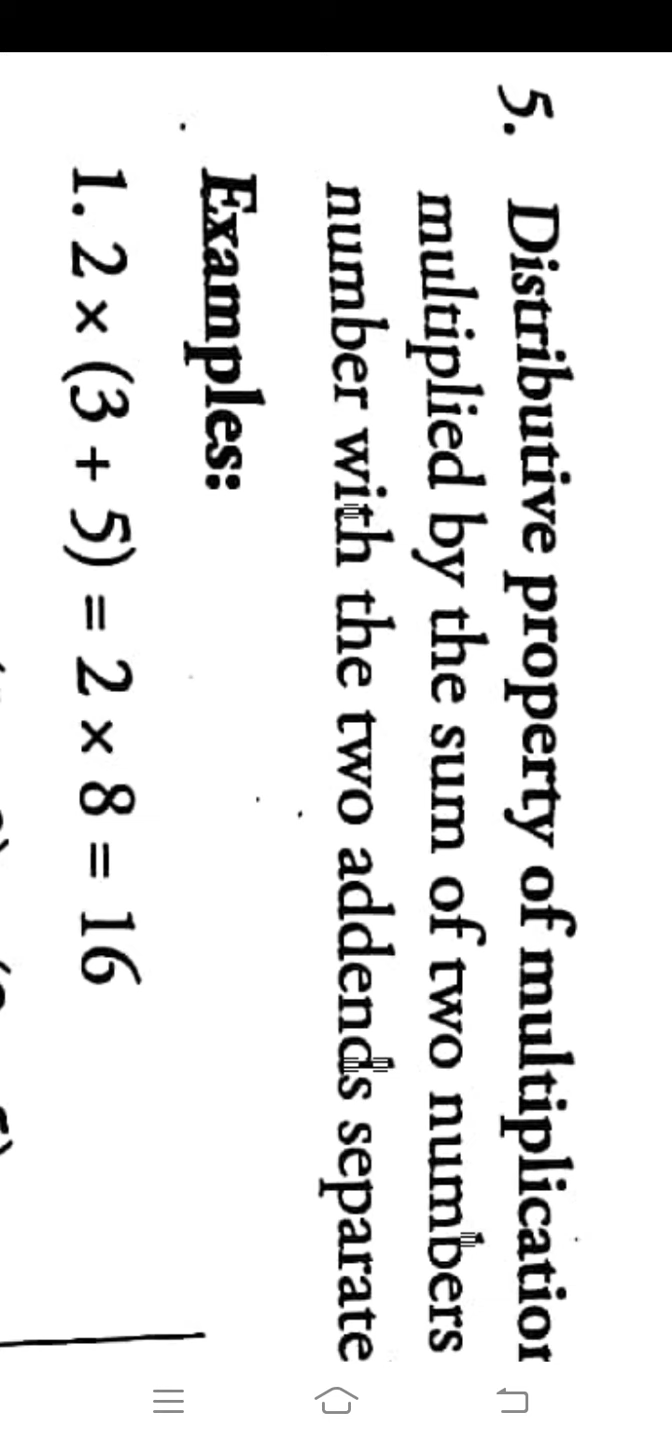 5. Distributive property of multiplication
multiplied by the sum of two numbers
number with the two addends separate
Examples:
1. 2 × (3 + 5) = 2 × 8 = 16